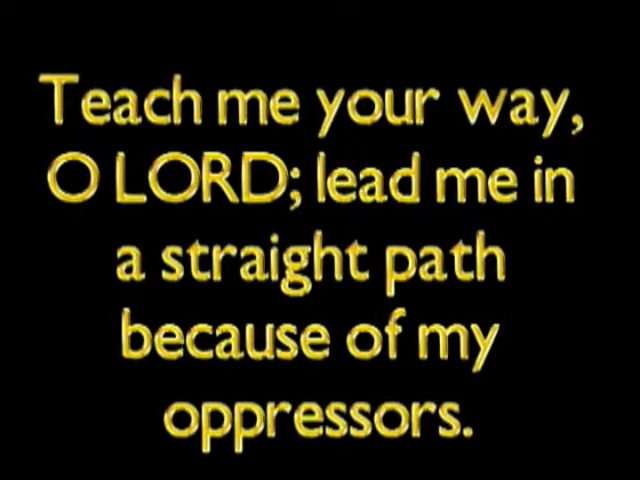 Teach me your way,
O LORD; lead me in
a straight path
because of my
oppressors.